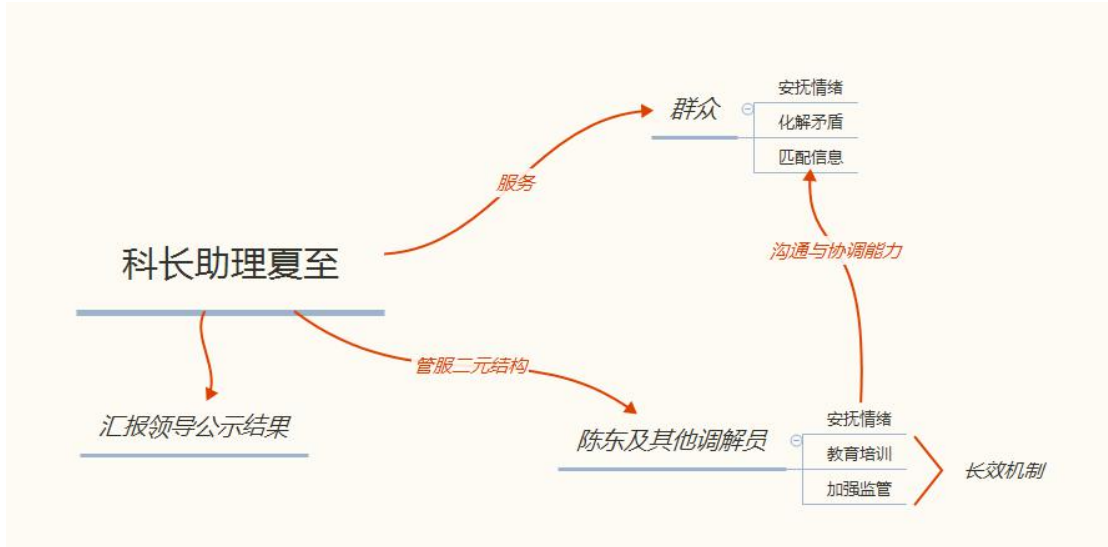 科长助理夏至
服务
群众
安抚情绪
化解矛盾
匹配信息
沟通与协调能力
管服二元结构
陈东及其他调解员
安抚情绪
教育培训
加强监管
长效机制
汇报领导公示结果